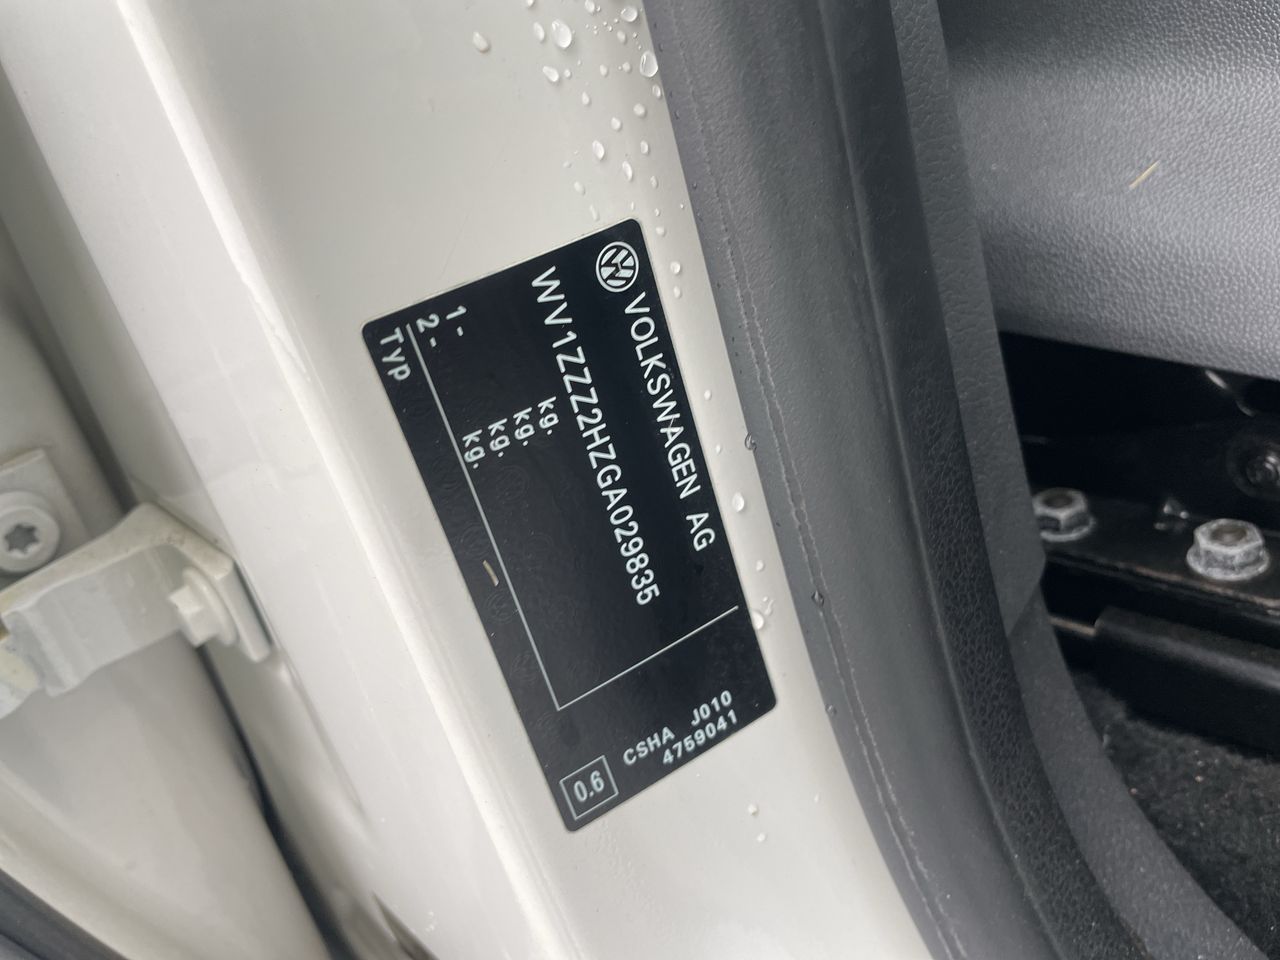 VOLKSWAGEN AG
WV1ZZZ2HZGA029835
kg.
kg.
1- kg.
2- kg.
Typ
J010
4759041
CSHA
0.6